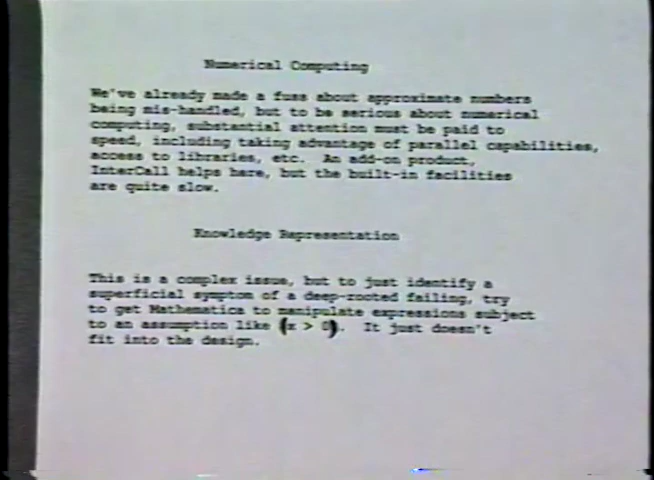 Numerical Computing
We've already made a fuss about approximate numbers
being mis-handled, but to be serious about numerical
computing, substantial attention must be paid to
speed, including taking advantage of parallel capabilities,
access to libraries, etc. An add-on product,
InterCall helps here, but the built-in facilities
are quite slow.
Knowledge Representation
This is a complex issue, but to just identify a
superficial symptom of a deep-rooted failing, try
to get Mathematica to manipulate expressions subject
to an assumption like (x > 0). It just doesn't
fit into the design.